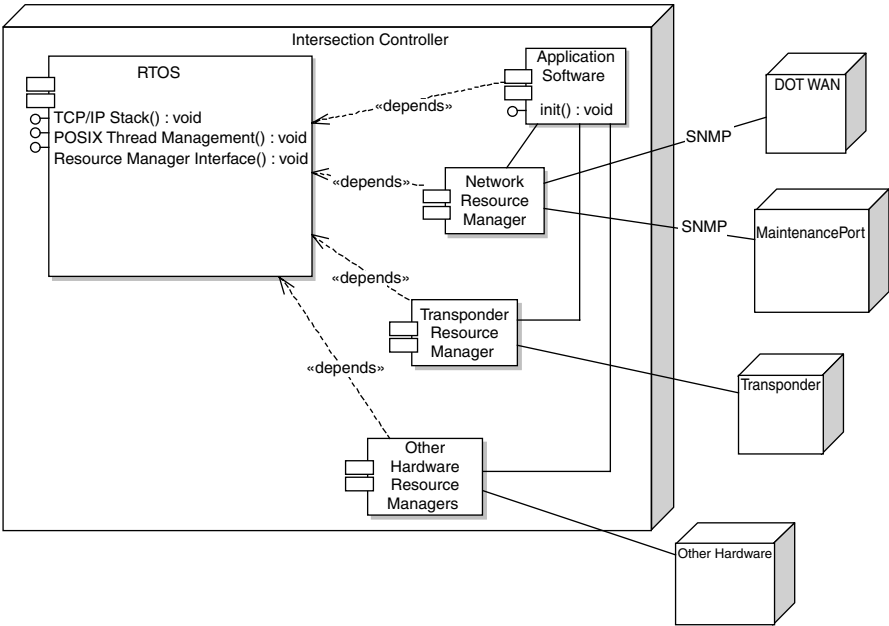 Intersection Controller
RTOS
TCP/IP Stack() : void
POSIX Thread Management() : void
Resource Manager Interface() : void
«depends»
Application
Software
init() : void
«depends»
Network
Resource
Manager
SNMP
DOT WAN
SNMP
MaintenancePort
«depends»
Transponder
Resource
Manager
Transponder
«depends»
Other
Hardware
Resource
Managers
Other Hardware